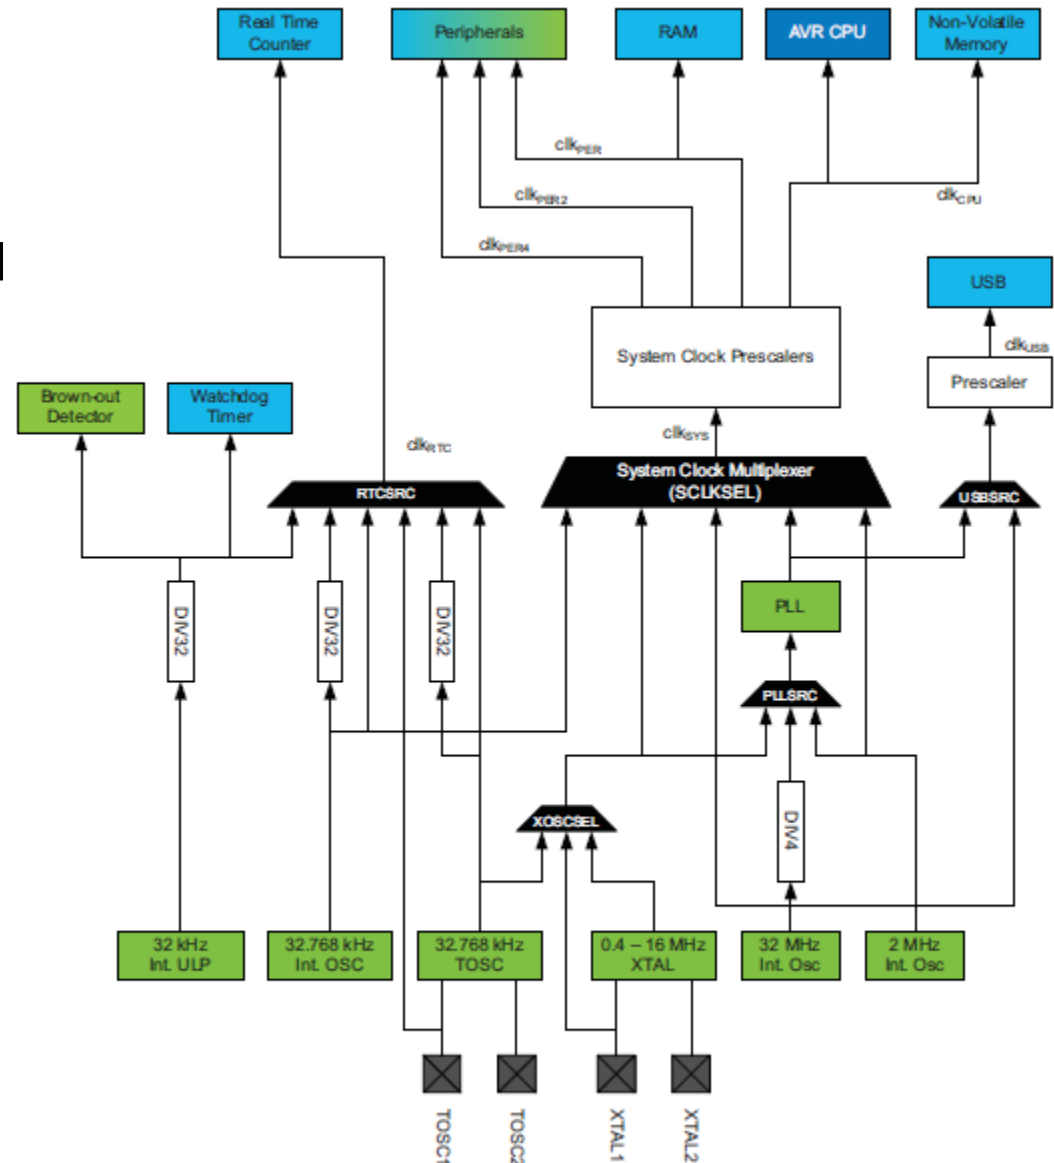 Real Time
Counter
Peripherals
RAM
AVR CPU
Non-Volatile
Memory
clkPER
clkPER2
clkCPU
clkPER4
USB
System Clock Prescalers
clkUSB
Prescaler
Brown-out
Detector
Watchdog
Timer
clkSYS
clkRTC
System Clock Multiplexer
(SCLKSEL)
RTCSRC
USBSRC
DIV32
DIV32
DIV32
PLL
PLLSRC
XOSCSEL
DIV4
32 kHz
Int. ULP
32.768 kHz
Int. OSC
32.768 kHz
TOSC
0.4 – 16 MHz
XTAL
32 MHz
Int. Osc
2 MHz
Int. Osc
TOSC1
TOSC2
XTAL1
XTAL2